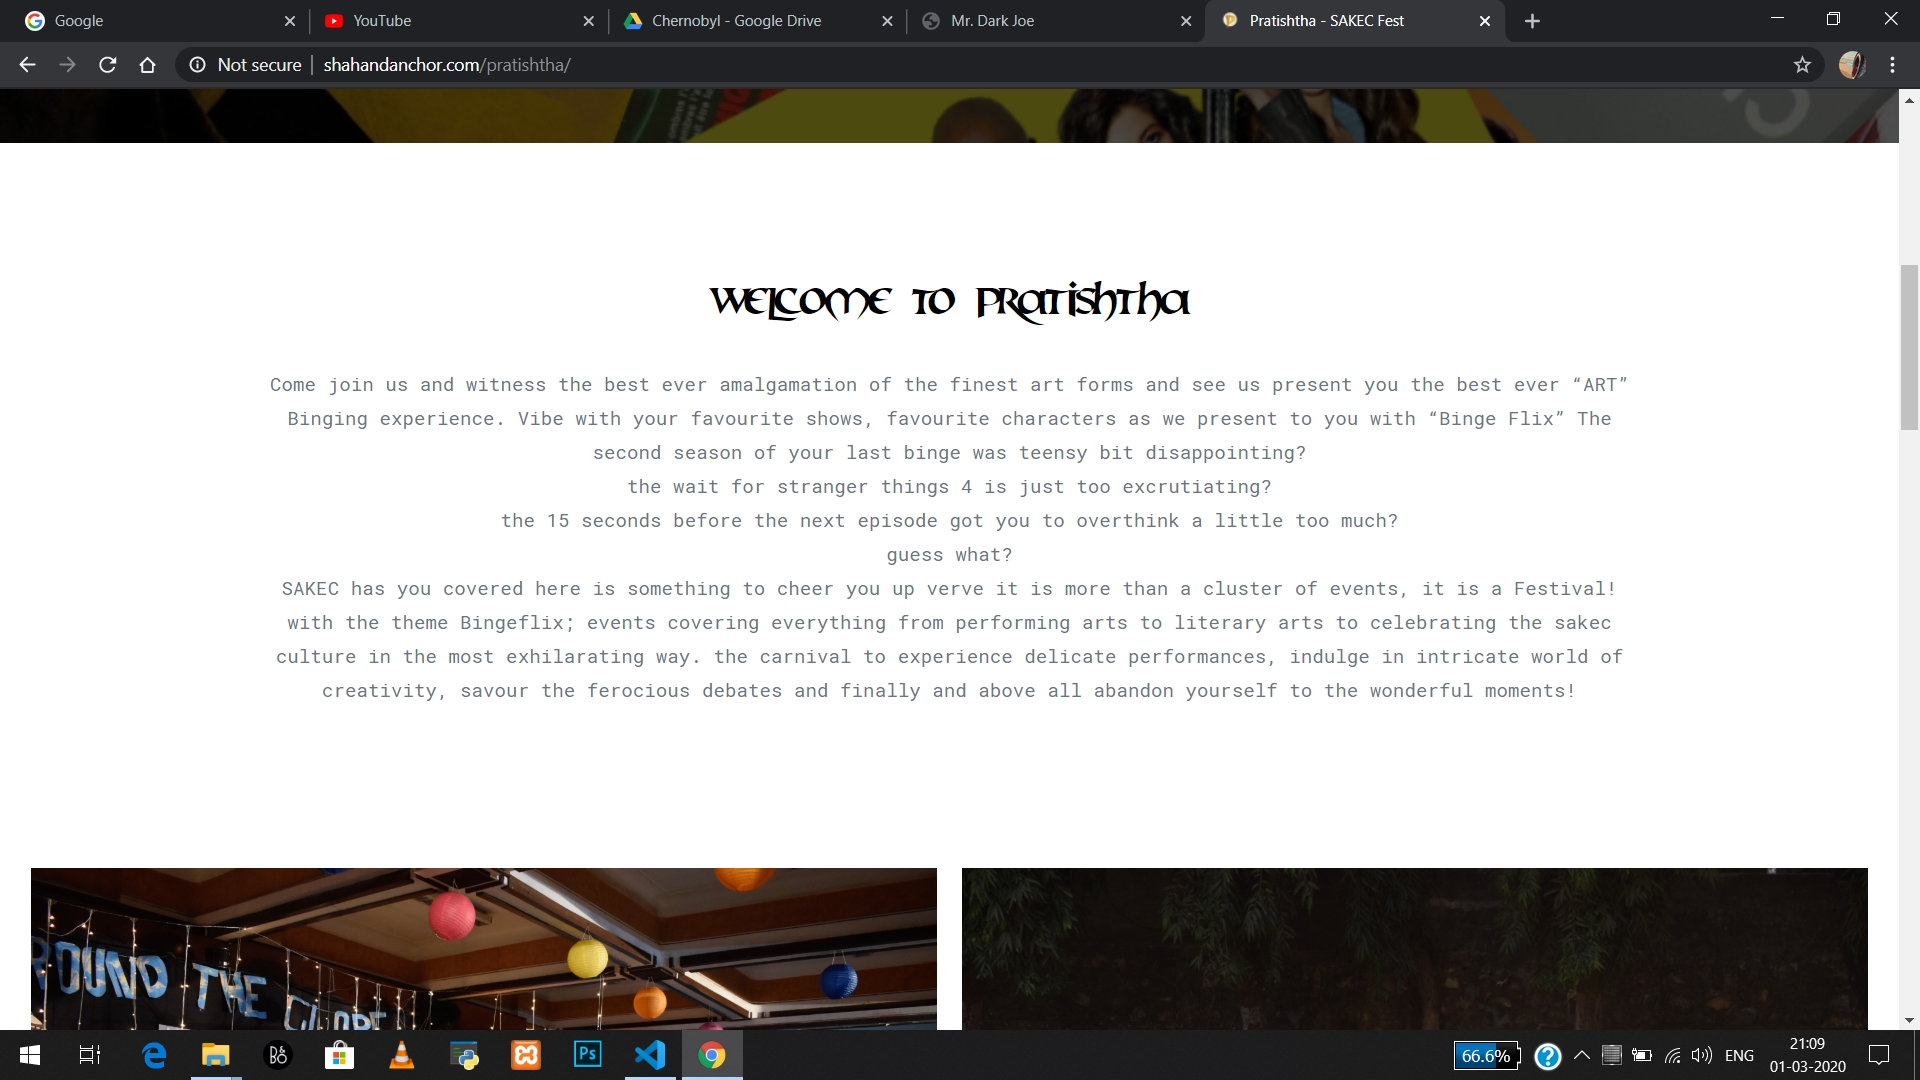 Google
YouTube
Chernobyl - Google Drive
Mr. Dark Joe
Pratishtha - SAKEC Fest
Not secure
shahandanchor.com/pratishtha/
WELCOME TO PRATISHTHA
Come join us and witness the best ever amalgamation of the finest art forms and see us present you the best ever “ART”
Binging experience. Vibe with your favourite shows, favourite characters as we present to you with “Binge Flix” The
second season of your last binge was teensy bit disappointing?
the wait for stranger things 4 is just too excrutiating?
the 15 seconds before the next episode got you to overthink a little too much?
guess what?
SAKEC has you covered here is something to cheer you up verve it is more than a cluster of events, it is a Festival!
with the theme Bingeflix; events covering everything from performing arts to literary arts to celebrating the sakec
culture in the most exhilarating way. the carnival to experience delicate performances, indulge in intricate world of
creativity, savour the ferocious debates and finally and above all abandon yourself to the wonderful moments!
ROUND THE GLOBE
B&O
Ps
66.6%
ENG
21:09
01-03-2020